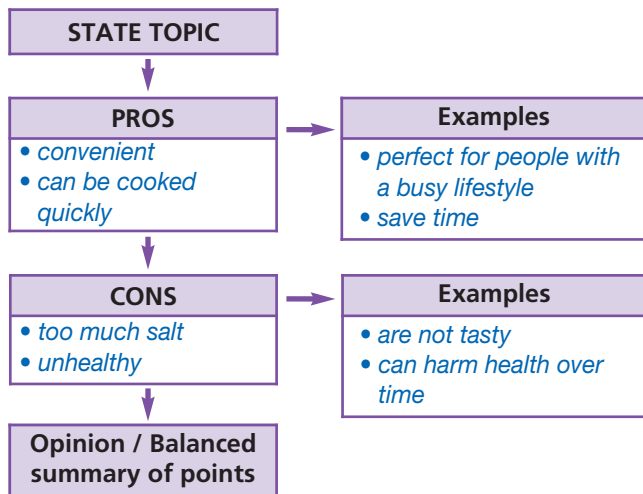 STATE TOPIC
PROS
• convenient
• can be cooked
quickly
Examples
• perfect for people with
a busy lifestyle
• save time
CONS
• too much salt
• unhealthy
Examples
• are not tasty
• can harm health over
time
Opinion / Balanced
summary of points